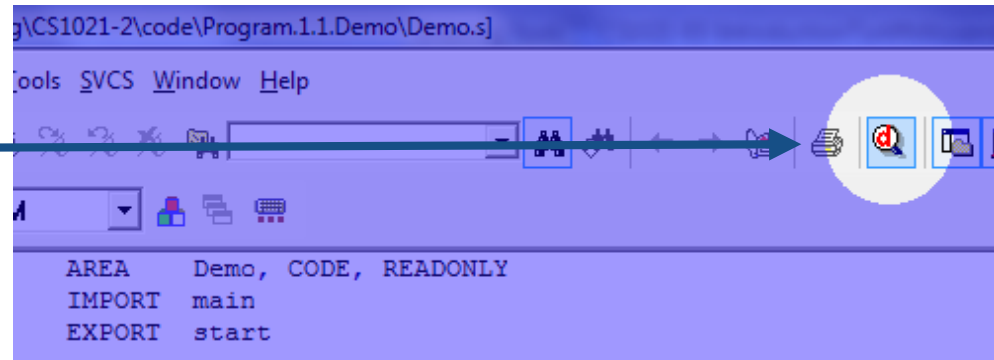 g\CS1021-2\code\Program.1.1.Demo\Demo.s]
Tools SVCS Window Help
d
M
AREA Demo, CODE, READONLY
IMPORT main
EXPORT start